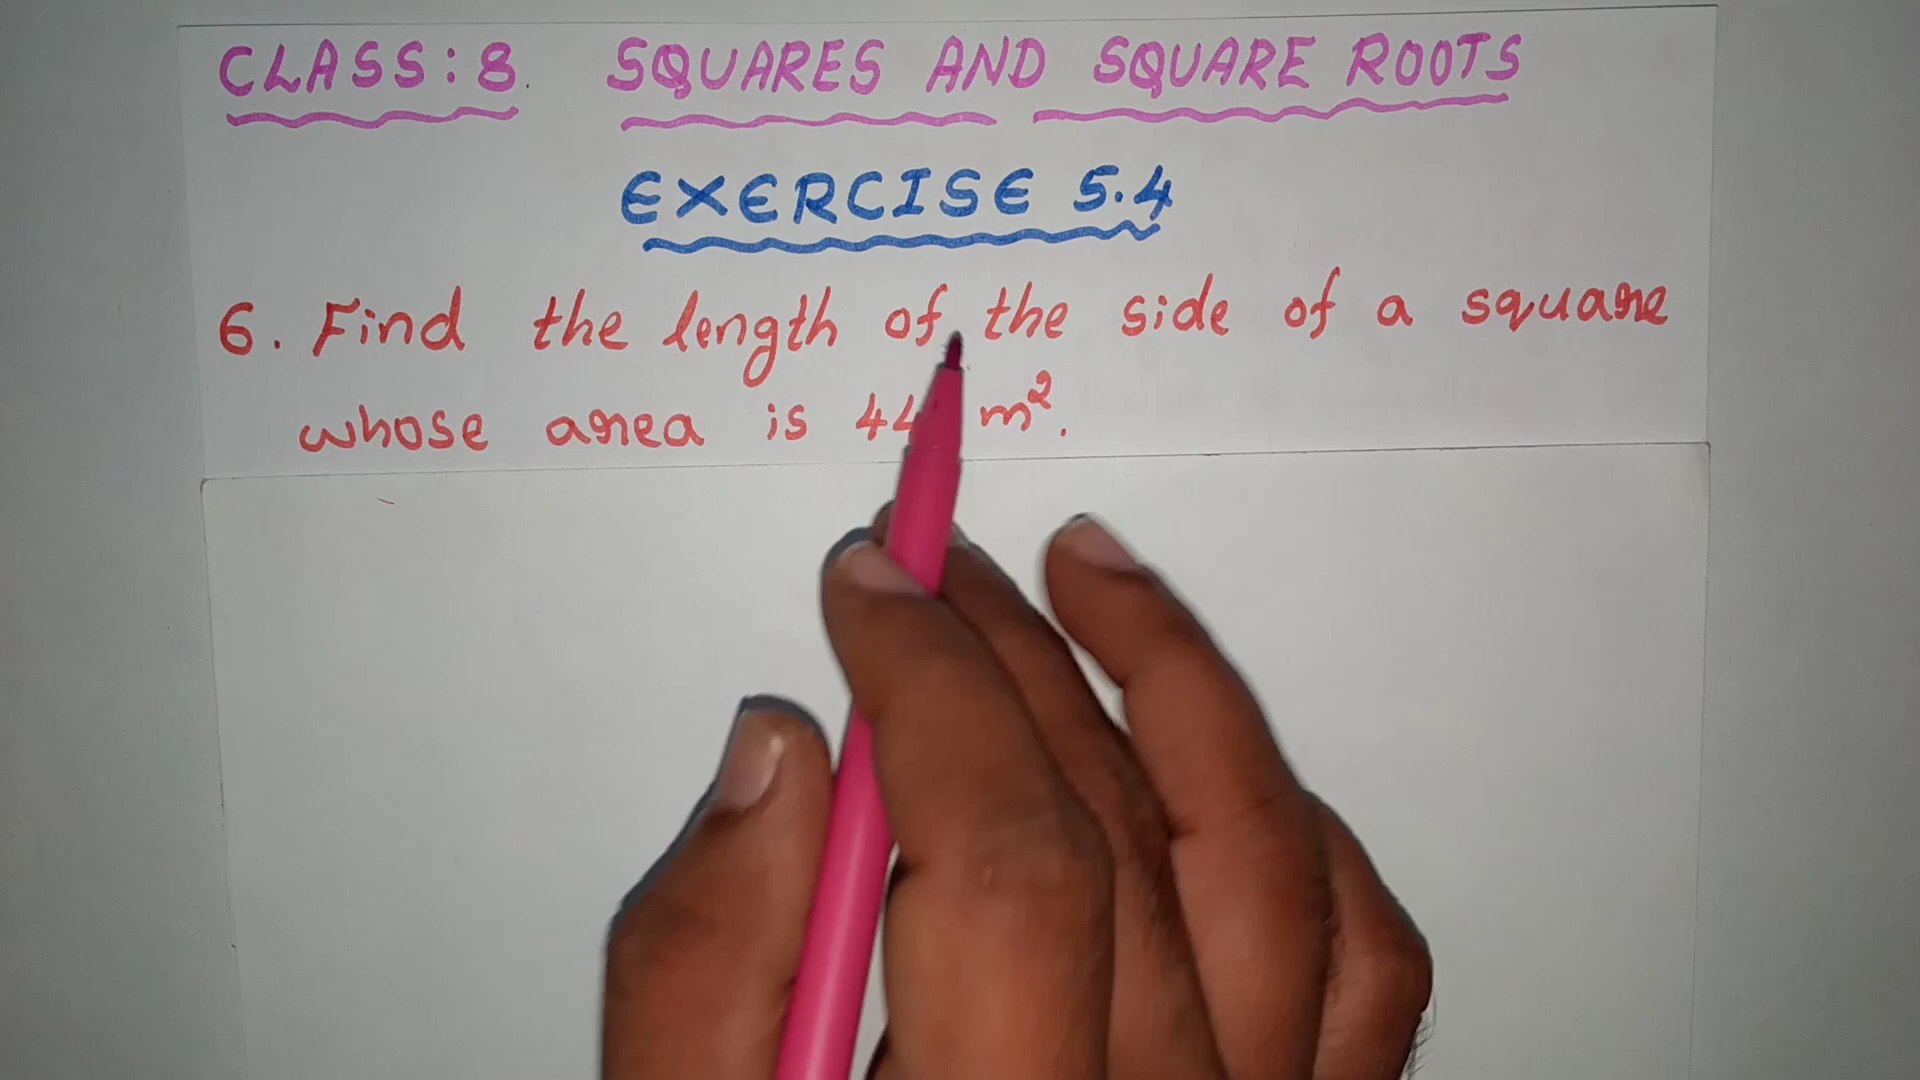 CLASS: 8. SQUARES AND SQUARE ROOTS
EXERCISE 5.4
6. Find the length of the side of a square
whose area is 44 m².